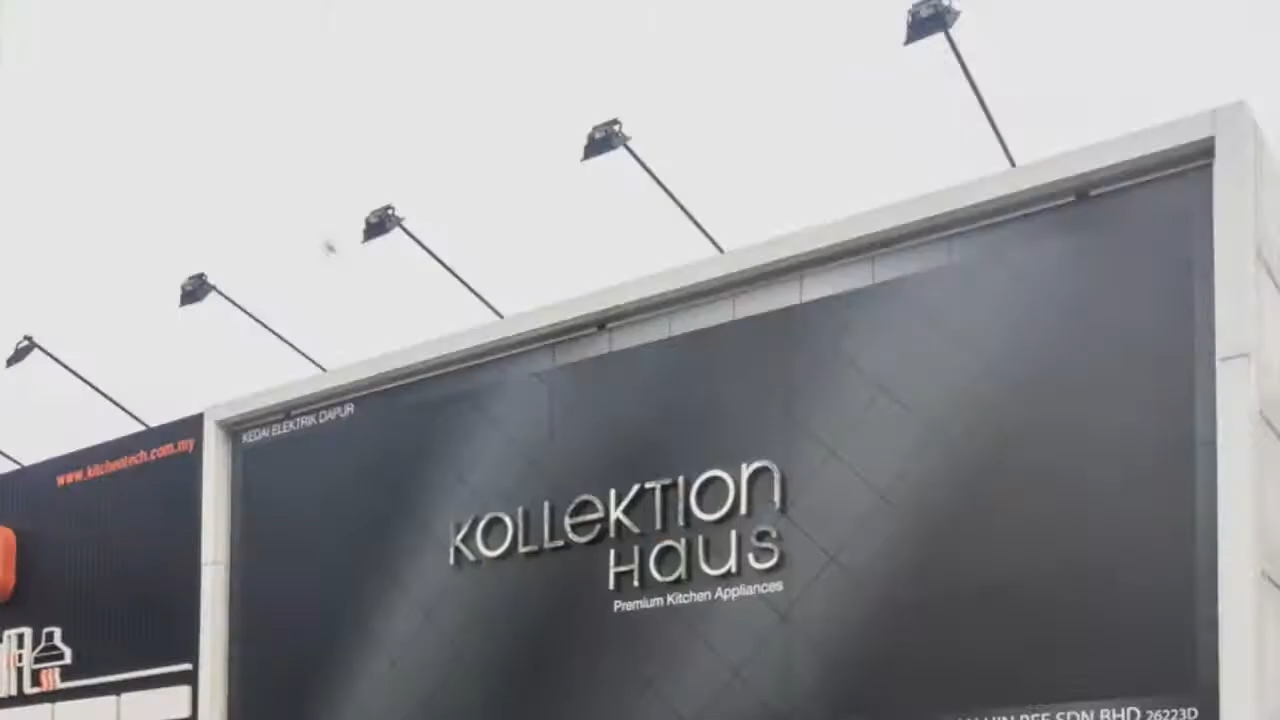 www.kitchentech.com.my
KEDAI ELEKTRIK DAPUR
KOLLEKTION
Haus
Premium Kitchen Appliances
SDN BHD 26223D